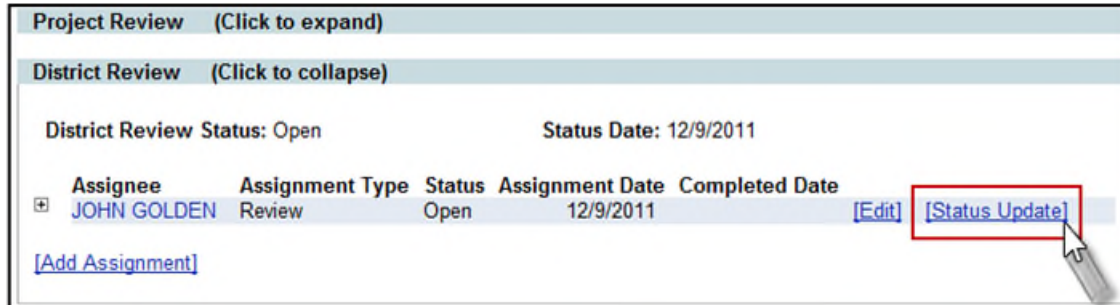 Project Review (Click to expand)
District Review (Click to collapse)
District Review Status: Open Status Date: 12/9/2011
Assignee Assignment Type Status Assignment Date Completed Date
JOHN GOLDEN Review Open 12/9/2011 [Edit] [Status Update]
[Add Assignment]